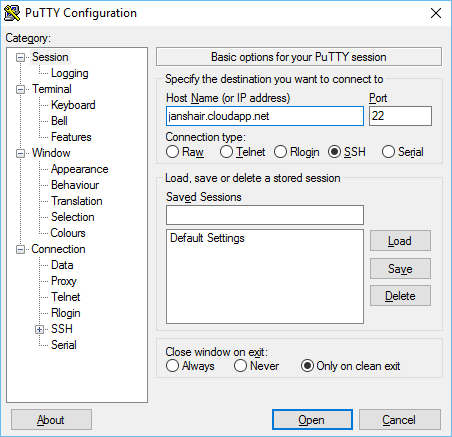 PuTTY Configuration
Category:
Session
Logging
Terminal
Keyboard
Bell
Features
Window
Appearance
Behaviour
Translation
Selection
Colours
Connection
Data
Proxy
Telnet
Rlogin
SSH
Serial
Basic options for your PuTTY session
Specify the destination you want to connect to
Host Name (or IP address) Port
janshair.cloudapp.net 22
Connection type:
Raw Telnet Rlogin SSH Serial
Load, save or delete a stored session
Saved Sessions
Default Settings
Load
Save
Delete
Close window on exit:
Always Never Only on clean exit
About Open Cancel